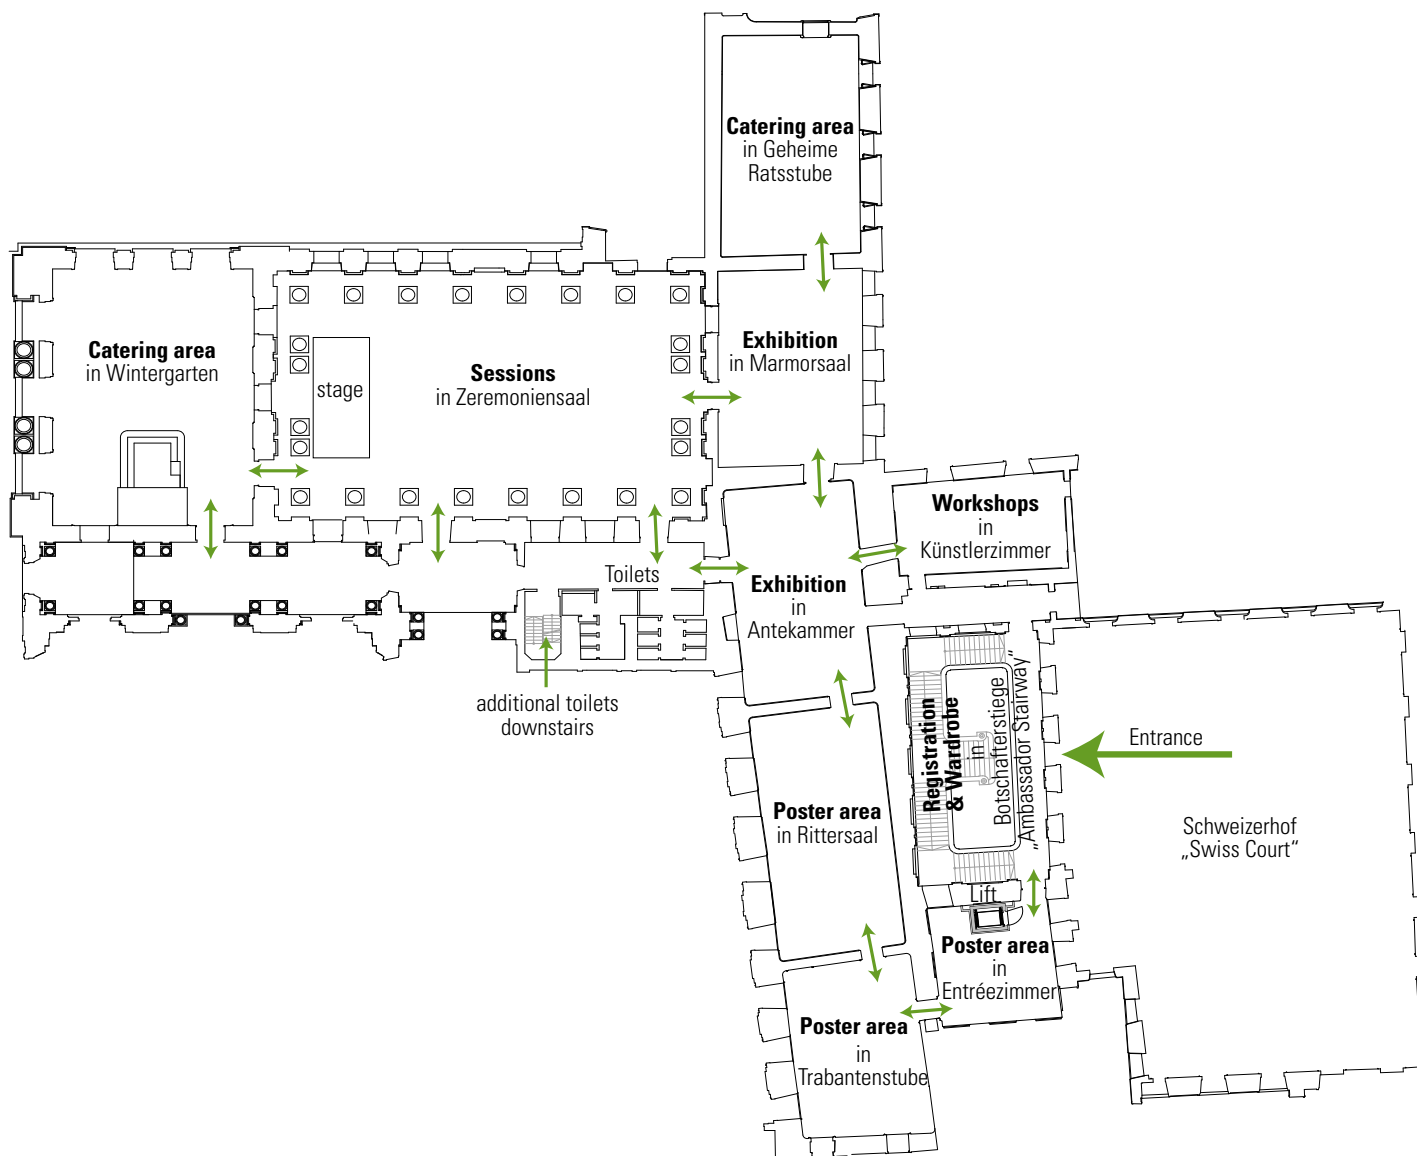 Catering area
in Geheime
Ratsstube
Catering area
in Wintergarten
stage
Sessions
in Zeremoniensaal
Exhibition
in Marmorsaal
Workshops
in
Künstlerzimmer
Toilets
Exhibition
in
Antekammer
additional toilets
downstairs
Registration
& Wardrobe
in
Botschafterstiege
„Ambassador Stairway“
Entrance
Schweizerhof
„Swiss Court“
Poster area
in Rittersaal
Lift
Poster area
in
Entréezimmer
Poster area
in
Trabantenstube